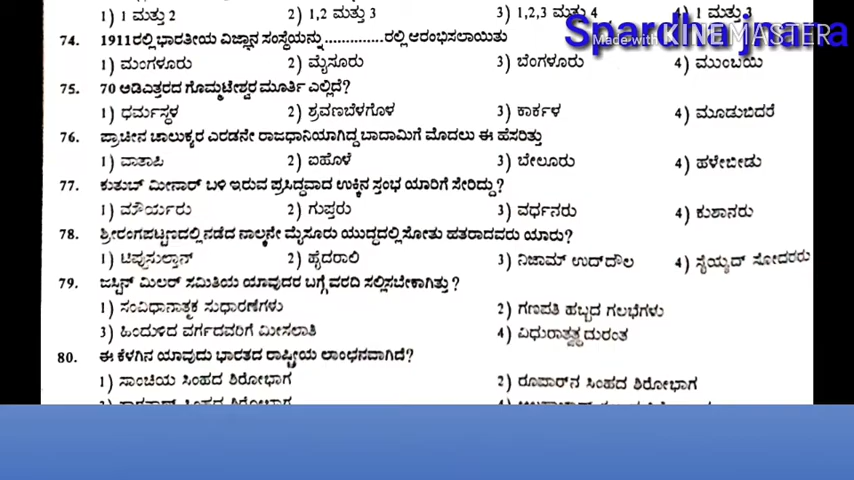 1) 1 ಮತ್ತು 2 2) 1,2 ಮತ್ತು 3 3) 1,2,3 ಮತ್ತು 4 4) 1 ಮತ್ತು 3
Spardha jnana
Made with KINEMASTER
74. 1911ರಲ್ಲಿ ಭಾರತೀಯ ವಿಜ್ಞಾನ ಸಂಸ್ಥೆಯನ್ನು ..............ರಲ್ಲಿ ಆರಂಭಿಸಲಾಯಿತು
1) ಮಂಗಳೂರು 2) ಮೈಸೂರು 3) ಬೆಂಗಳೂರು 4) ಮುಂಬಯಿ
75. 70 ಅಡಿಎತ್ತರದ ಗೊಮ್ಮಟೇಶ್ವರ ಮೂರ್ತಿ ಎಲ್ಲಿದೆ?
1) ಧರ್ಮಸ್ಥಳ 2) ಶ್ರವಣಬೆಳಗೊಳ 3) ಕಾರ್ಕಳ 4) ಮೂಡುಬಿದರೆ
76. ಪ್ರಾಚೀನ ಚಾಲುಕ್ಯರ ಎರಡನೇ ರಾಜಧಾನಿಯಾಗಿದ್ದ ಬಾದಾಮಿಗೆ ಮೊದಲು ಈ ಹೆಸರಿತ್ತು
1) ವಾತಾಪಿ 2) ಐಹೊಳೆ 3) ಬೇಲೂರು 4) ಹಳೇಬೀಡು
77. ಕುತುಬ್ ಮೀನಾರ್ ಬಳಿ ಇರುವ ಪ್ರಸಿದ್ಧವಾದ ಉಕ್ಕಿನ ಸ್ತಂಭ ಯಾರಿಗೆ ಸೇರಿದ್ದು?
1) ಮೌರ್ಯರು 2) ಗುಪ್ತರು 3) ವರ್ಧನರು 4) ಕುಶಾನರು
78. ಶ್ರೀರಂಗಪಟ್ಟಣದಲ್ಲಿ ನಡೆದ ನಾಲ್ಕನೇ ಮೈಸೂರು ಯುದ್ಧದಲ್ಲಿ ಸೋತು ಹತರಾದವರು ಯಾರು?
1) ಟಿಪ್ಪುಸುಲ್ತಾನ್ 2) ಹೈದರಾಲಿ 3) ನಿಜಾಮ್ ಉದ್‌ದೌಲ 4) ಸೈಯ್ಯದ್ ಸೋದರರು
79. ಜಸ್ಟಿನ್ ಮಿಲರ್ ಸಮಿತಿಯ ಯಾವುದರ ಬಗ್ಗೆ ವರದಿ ಸಲ್ಲಿಸಬೇಕಾಗಿತ್ತು?
1) ಸಂವಿಧಾನಾತ್ಮಕ ಸುಧಾರಣೆಗಳು 2) ಗಣಪತಿ ಹಬ್ಬದ ಗಲಭೆಗಳು
3) ಹಿಂದುಳಿದ ವರ್ಗದವರಿಗೆ ಮೀಸಲಾತಿ 4) ವಿಧುರಾಶ್ವತ್ಥ ದುರಂತ
80. ಈ ಕೆಳಗಿನ ಯಾವುದು ಭಾರತದ ರಾಷ್ಟ್ರೀಯ ಲಾಂಛನವಾಗಿದೆ?
1) ಸಾಂಚಿಯ ಸಿಂಹದ ಶಿರೋಭಾಗ 2) ರೂಪಾರ್‌ನ ಸಿಂಹದ ಶಿರೋಭಾಗ